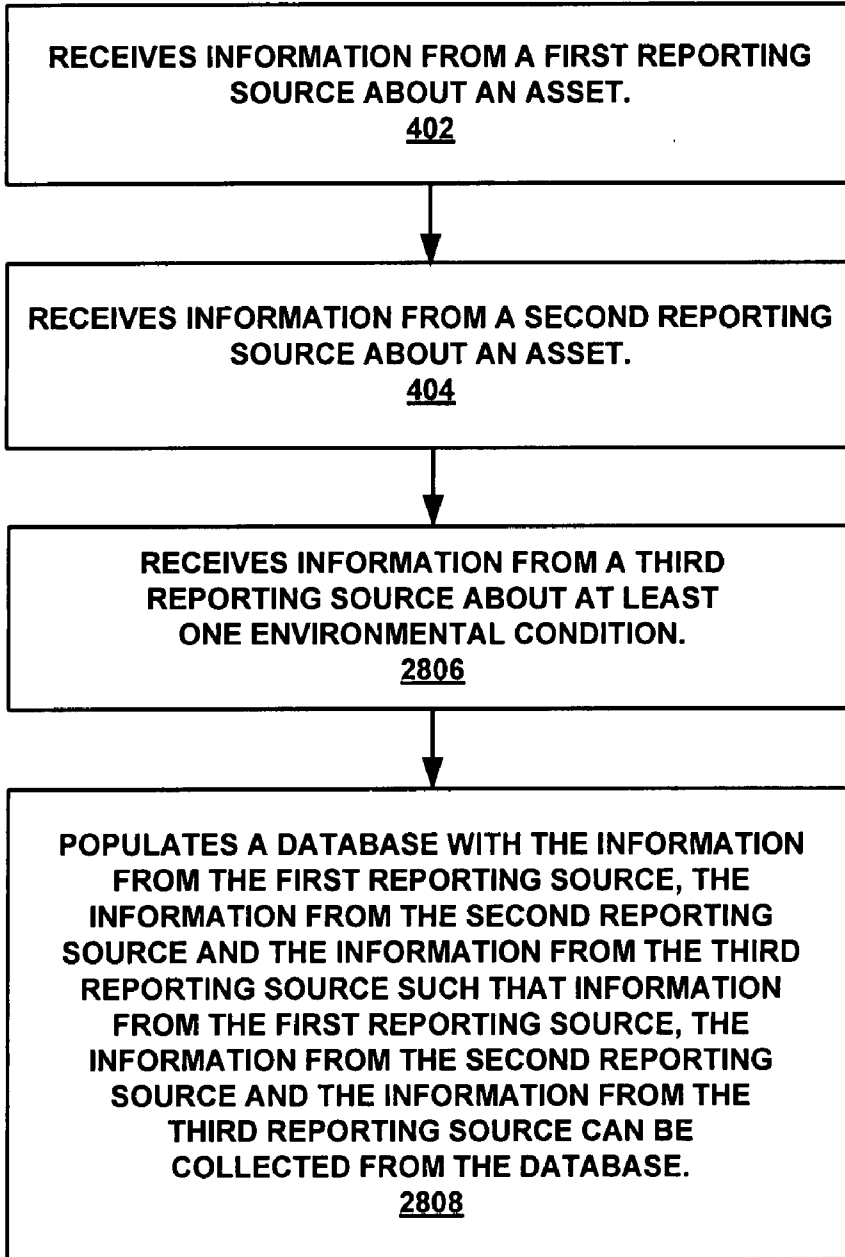 RECEIVES INFORMATION FROM A FIRST REPORTING
SOURCE ABOUT AN ASSET.
402
RECEIVES INFORMATION FROM A SECOND REPORTING
SOURCE ABOUT AN ASSET.
404
RECEIVES INFORMATION FROM A THIRD
REPORTING SOURCE ABOUT AT LEAST
ONE ENVIRONMENTAL CONDITION.
2806
POPULATES A DATABASE WITH THE INFORMATION
FROM THE FIRST REPORTING SOURCE, THE
INFORMATION FROM THE SECOND REPORTING
SOURCE AND THE INFORMATION FROM THE THIRD
REPORTING SOURCE SUCH THAT INFORMATION
FROM THE FIRST REPORTING SOURCE, THE
INFORMATION FROM THE SECOND REPORTING
SOURCE AND THE INFORMATION FROM THE
THIRD REPORTING SOURCE CAN BE
COLLECTED FROM THE DATABASE.
2808